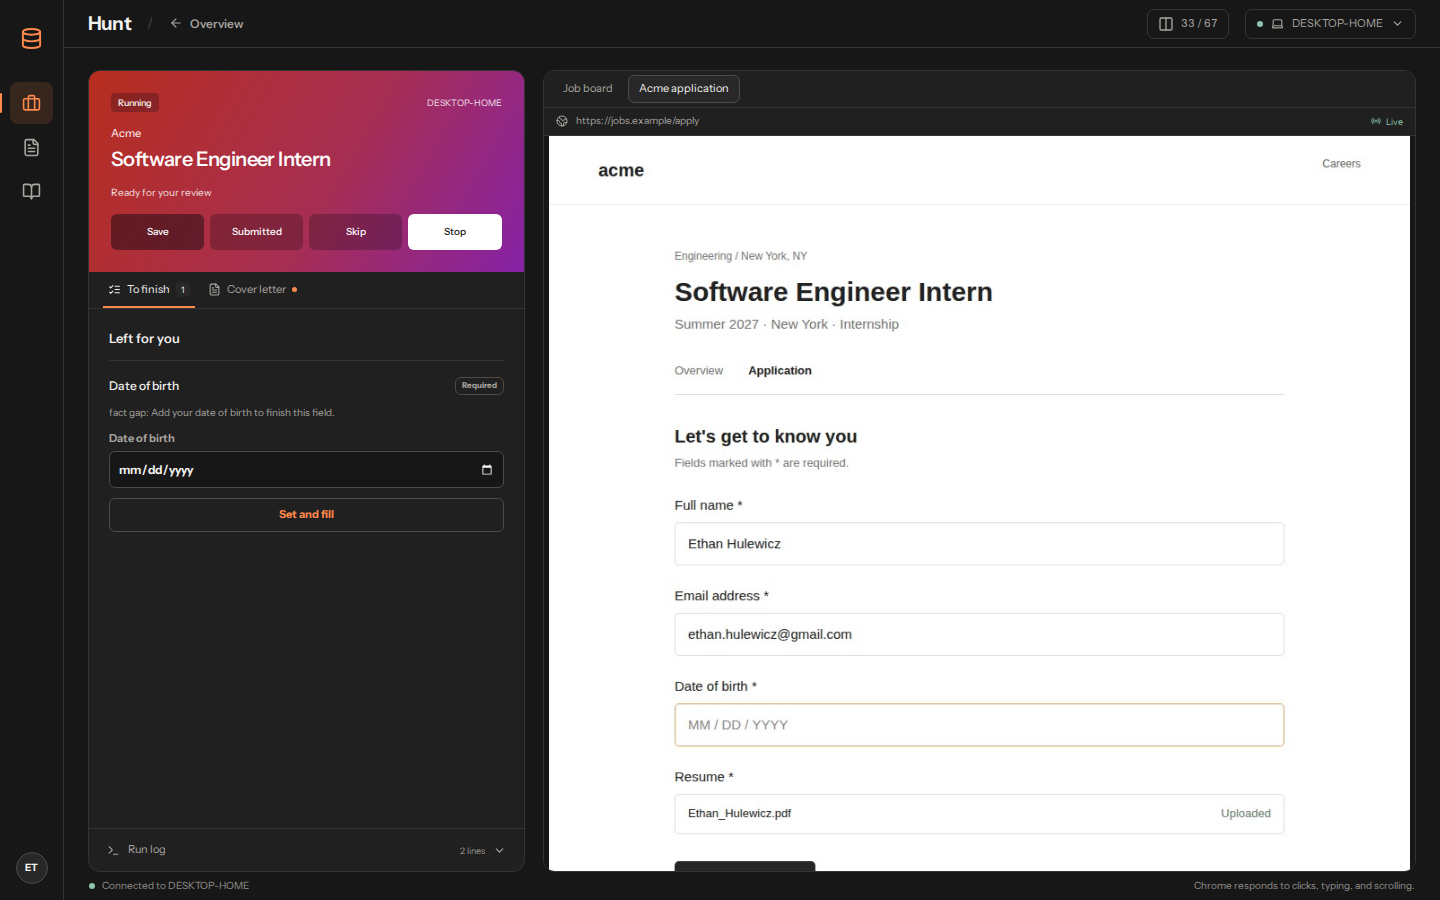 Hunt / Overview
33 / 67
DESKTOP-HOME
Running
DESKTOP-HOME
Acme
Software Engineer Intern
Ready for your review
Save
Submitted
Skip
Stop
To finish 1
Cover letter
Left for you
Date of birth
Required
fact gap: Add your date of birth to finish this field.
Date of birth
mm/dd/yyyy
Set and fill
Run log
2 lines
Job board
Acme application
https://jobs.example/apply
Live
acme
Careers
Engineering / New York, NY
Software Engineer Intern
Summer 2027 · New York · Internship
Overview
Application
Let's get to know you
Fields marked with * are required.
Full name *
Ethan Hulewicz
Email address *
ethan.hulewicz@gmail.com
Date of birth *
MM / DD / YYYY
Resume *
Ethan_Hulewicz.pdf
Uploaded
ET
Connected to DESKTOP-HOME
Chrome responds to clicks, typing, and scrolling.